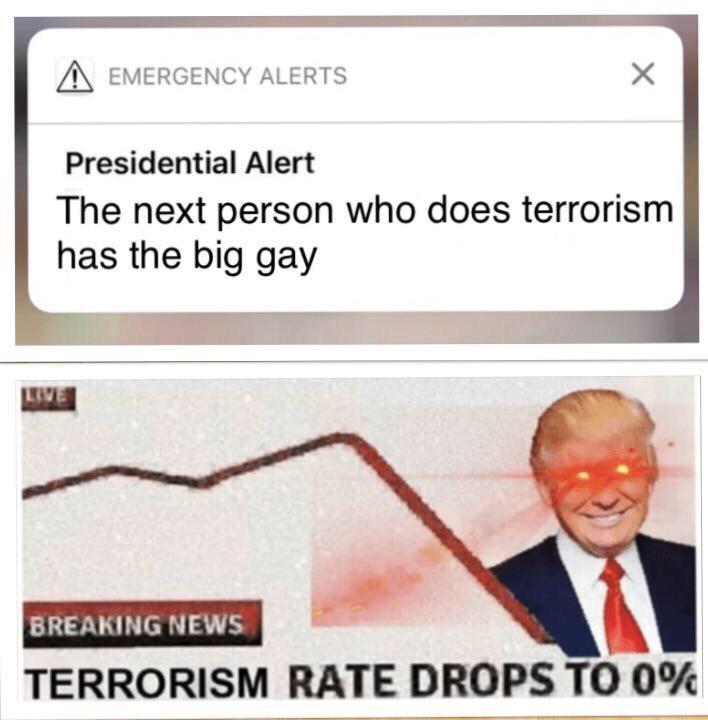 EMERGENCY ALERTS
Presidential Alert
The next person who does terrorism
has the big gay
LIVE
BREAKING NEWS
TERRORISM RATE DROPS TO 0%